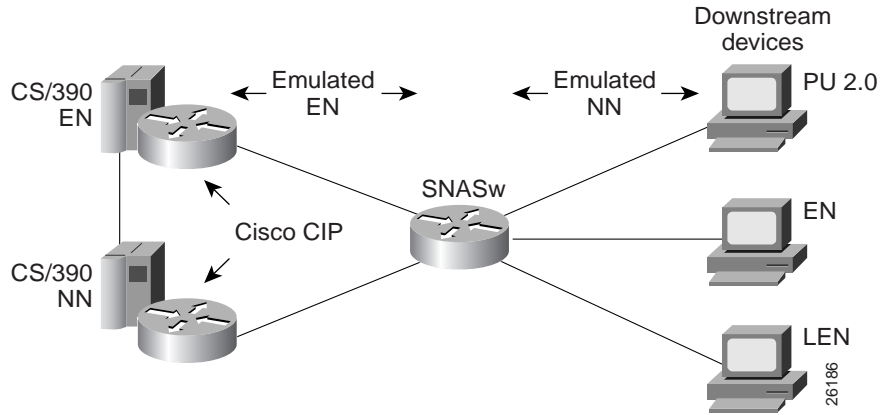 Downstream
devices
CS/390
EN
Emulated
EN
Emulated
NN
PU 2.0
SNASw
EN
Cisco CIP
CS/390
NN
LEN
26186